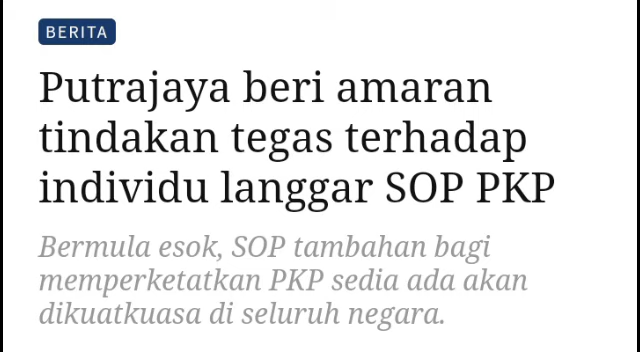 BERITA
Putrajaya beri amaran
tindakan tegas terhadap
individu langgar SOP PKP
Bermula esok, SOP tambahan bagi
memperketatkan PKP sedia ada akan
dikuatkuasa di seluruh negara.